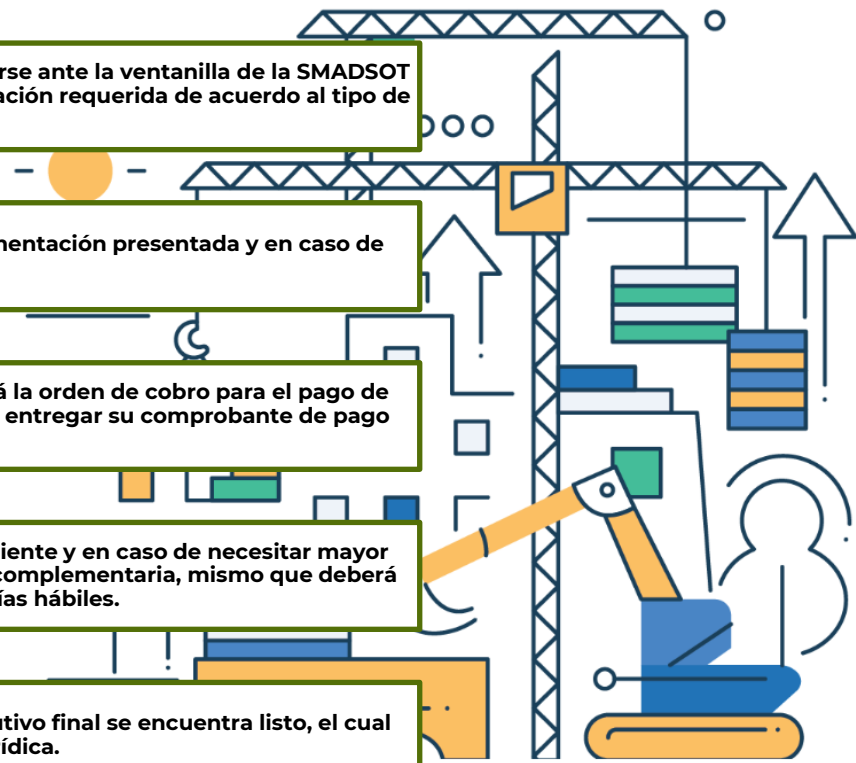 rse ante la ventanilla de la SMADSOT
ación requerida de acuerdo al tipo de
mentación presentada y en caso de
á la orden de cobro para el pago de
entregar su comprobante de pago
iente y en caso de necesitar mayor
complementaria, mismo que deberá
ías hábiles.
utivo final se encuentra listo, el cual
rídica.